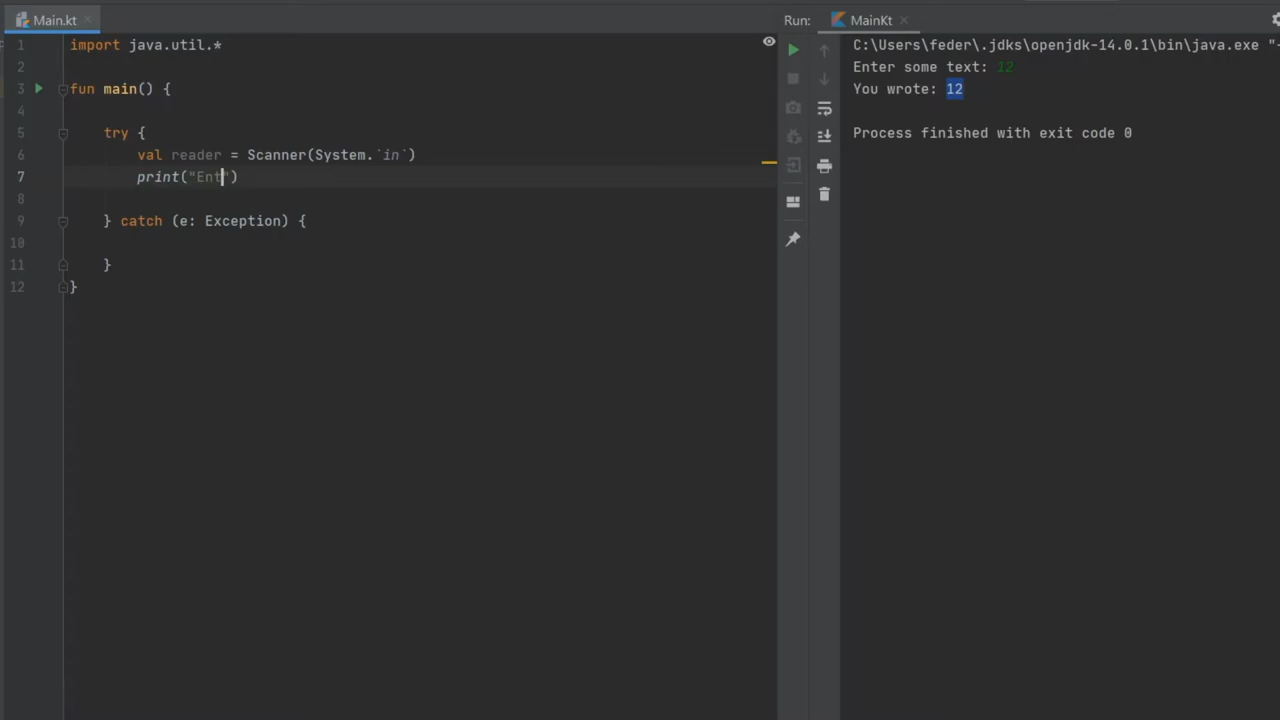 Main.kt
1 import java.util.*
2
3 fun main() {
4
5 try {
6 val reader = Scanner(System.`in`)
7 print("Ent")
8
9 } catch (e: Exception) {
10
11 }
12 }
Run: MainKt
C:\Users\feder\.jdks\openjdk-14.0.1\bin\java.exe "-
Enter some text: 12
You wrote: 12
Process finished with exit code 0